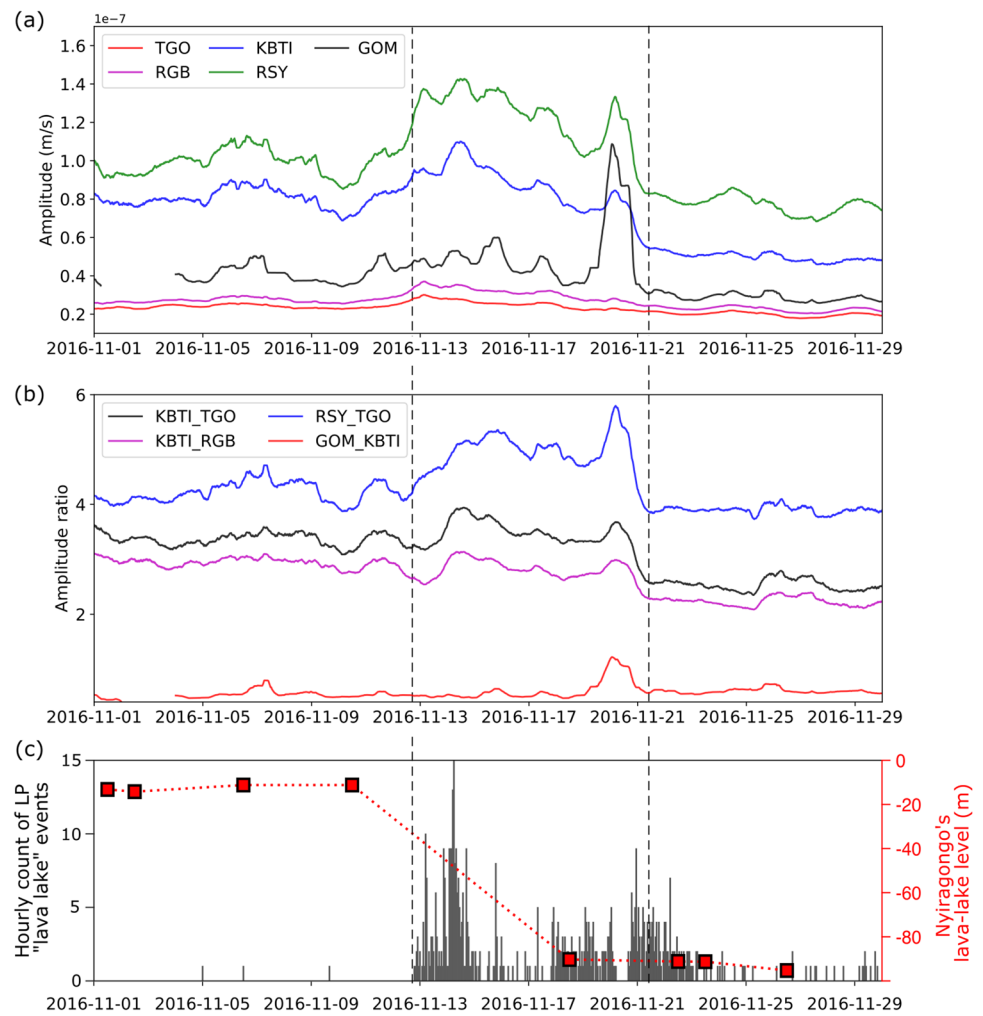 (a)
1e−7
TGO KBTI GOM
RGB RSY
1.6
1.4
1.2
1.0
0.8
0.6
0.4
0.2
Amplitude (m/s)
2016-11-01 2016-11-05 2016-11-09 2016-11-13 2016-11-17 2016-11-21 2016-11-25 2016-11-29
(b)
KBTI_TGO RSY_TGO
KBTI_RGB GOM_KBTI
6
4
2
Amplitude ratio
2016-11-01 2016-11-05 2016-11-09 2016-11-13 2016-11-17 2016-11-21 2016-11-25 2016-11-29
(c)
15
10
5
0
Hourly count of LP
"lava lake" events
0
-20
-40
-60
-80
Nyiragongo's
lava-lake level (m)
2016-11-01 2016-11-05 2016-11-09 2016-11-13 2016-11-17 2016-11-21 2016-11-25 2016-11-29